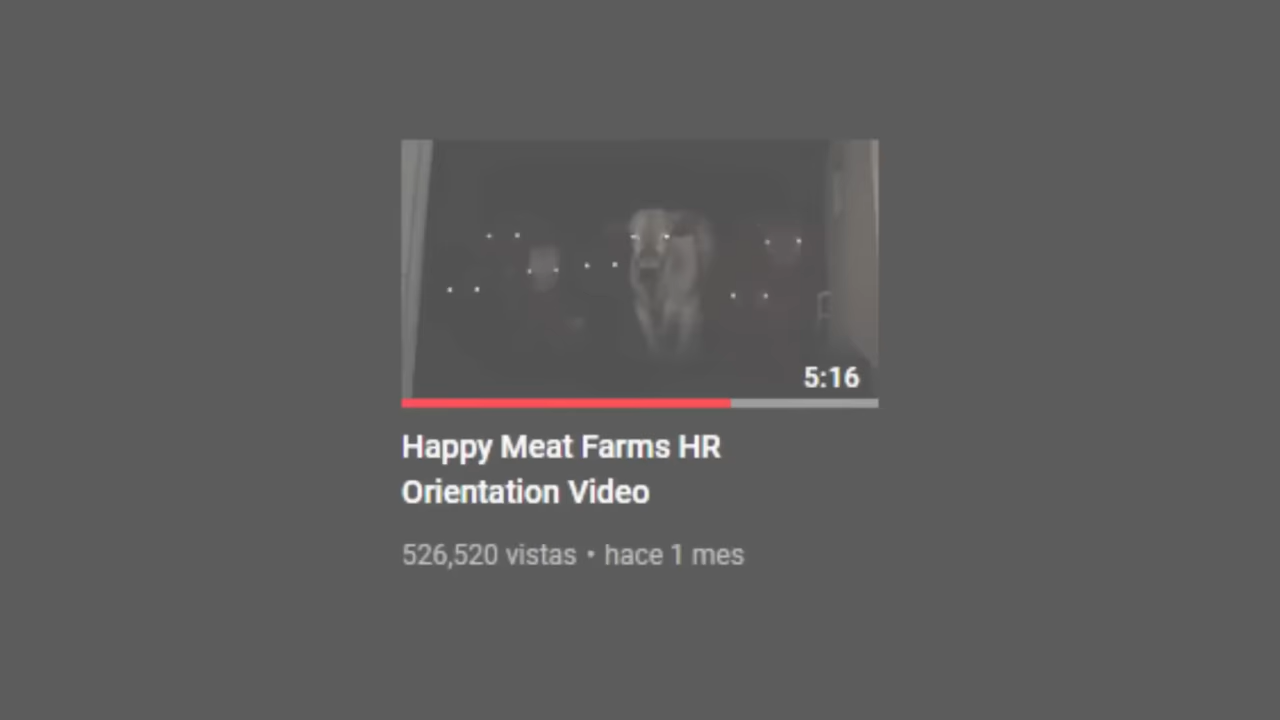 5:16
Happy Meat Farms HR
Orientation Video
526,520 vistas • hace 1 mes